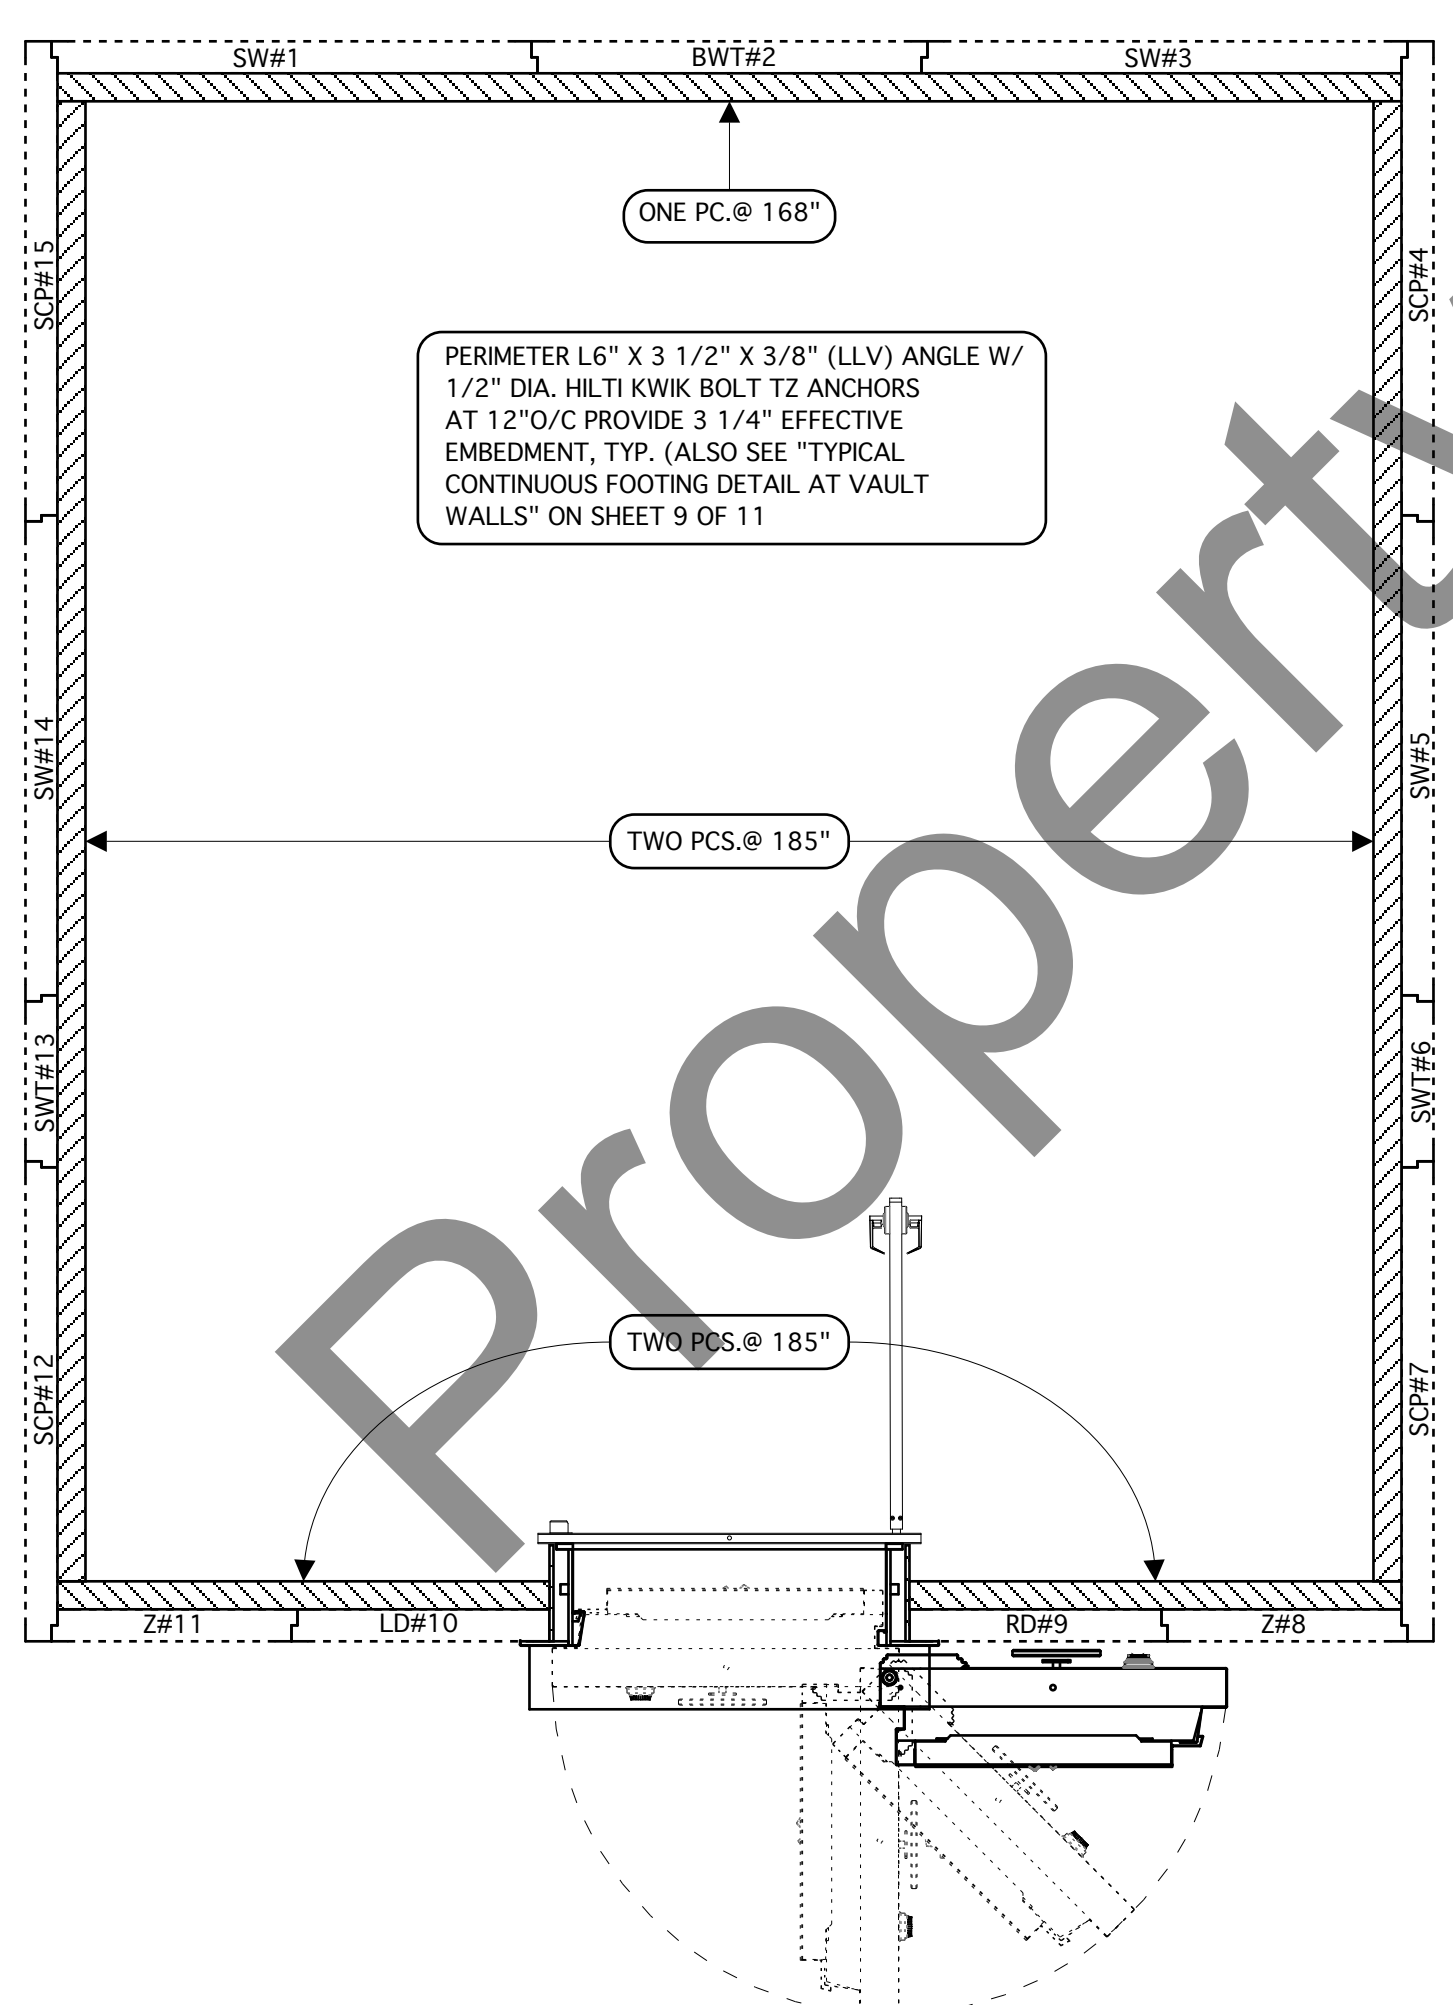 SW#1
BWT#2
SW#3
ONE PC.@ 168"
SCP#15
SCP#4
PERIMETER L6" X 3 1/2" X 3/8" (LLV) ANGLE W/
1/2" DIA. HILTI KWIK BOLT TZ ANCHORS
AT 12"O/C PROVIDE 3 1/4" EFFECTIVE
EMBEDMENT, TYP. (ALSO SEE "TYPICAL
CONTINUOUS FOOTING DETAIL AT VAULT
WALLS" ON SHEET 9 OF 11
SW#14
SW#5
TWO PCS.@ 185"
SWT#13
SWT#6
TWO PCS.@ 185"
SCP#12
SCP#7
Z#11
LD#10
RD#9
Z#8
Property